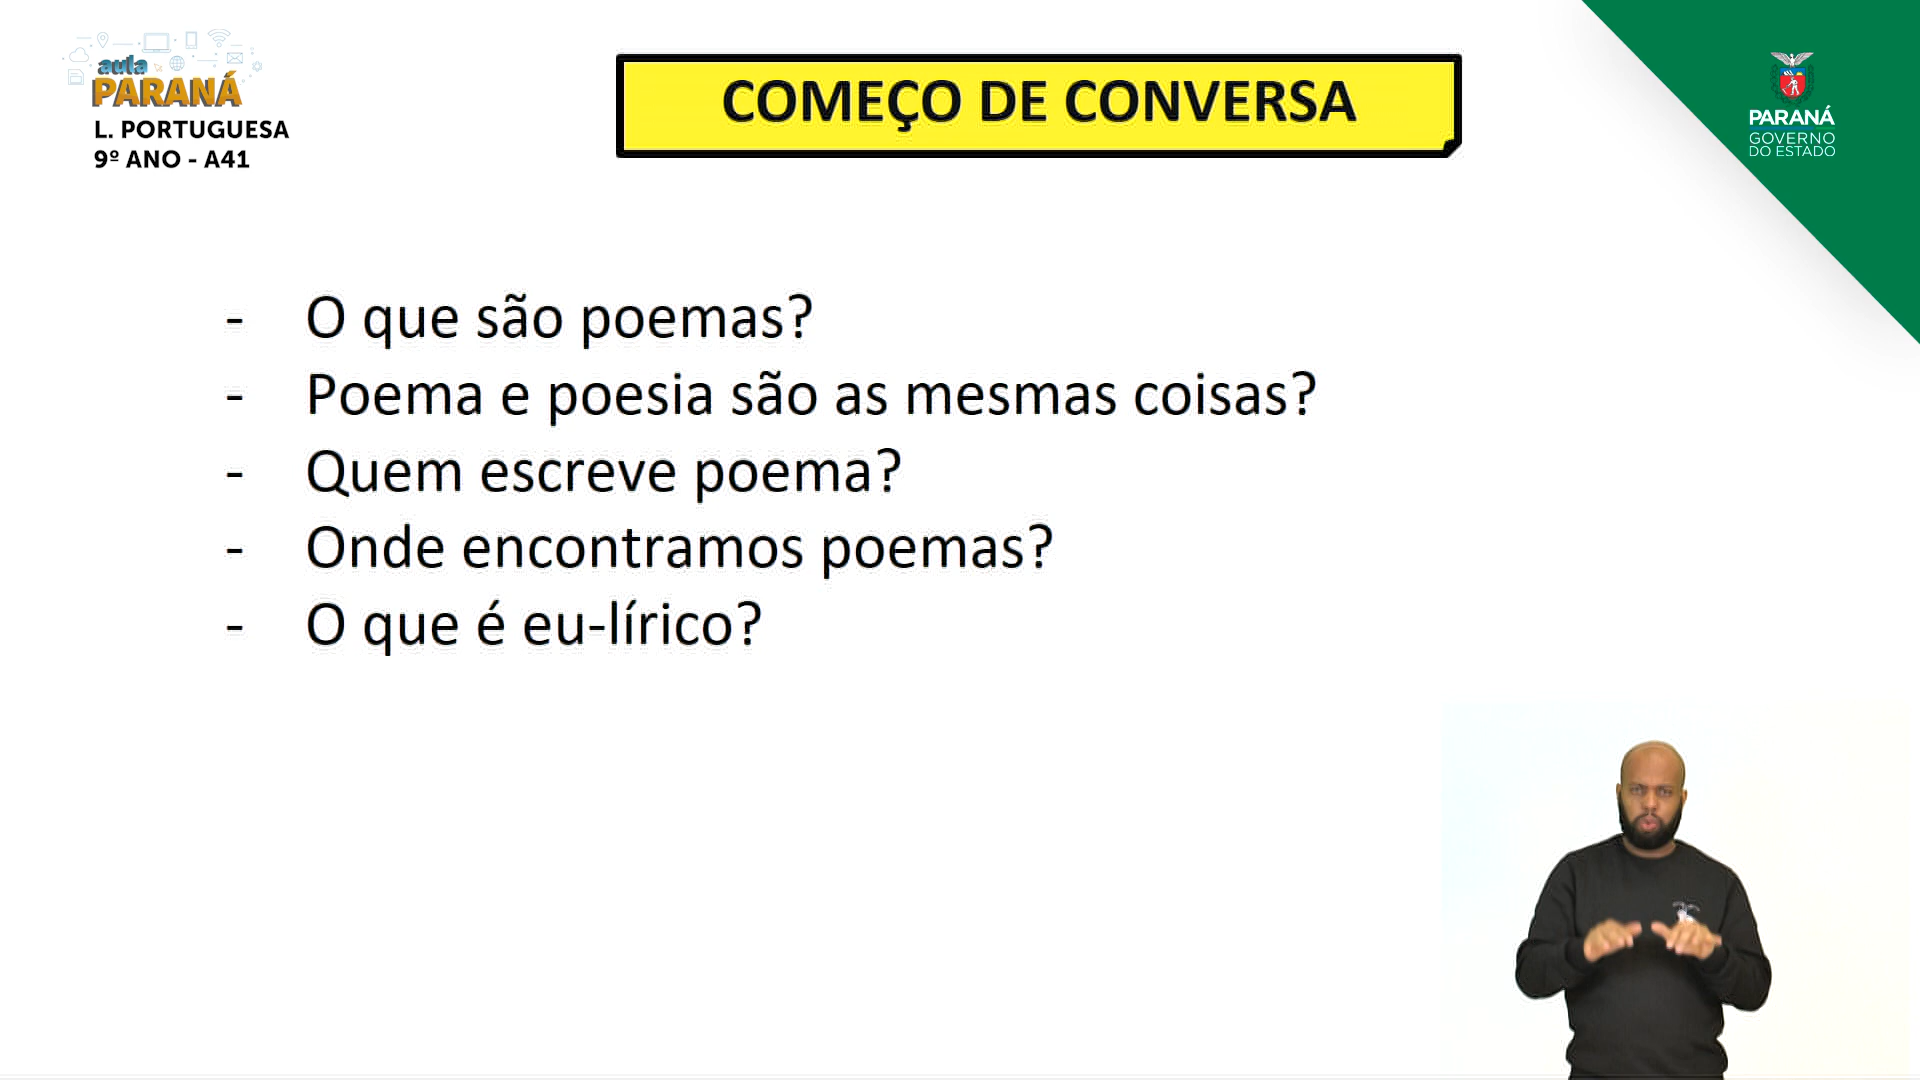 aula
PARANÁ
L. PORTUGUESA
9º ANO - A41
COMEÇO DE CONVERSA
PARANÁ
GOVERNO
DO ESTADO
- O que são poemas?
- Poema e poesia são as mesmas coisas?
- Quem escreve poema?
- Onde encontramos poemas?
- O que é eu-lírico?